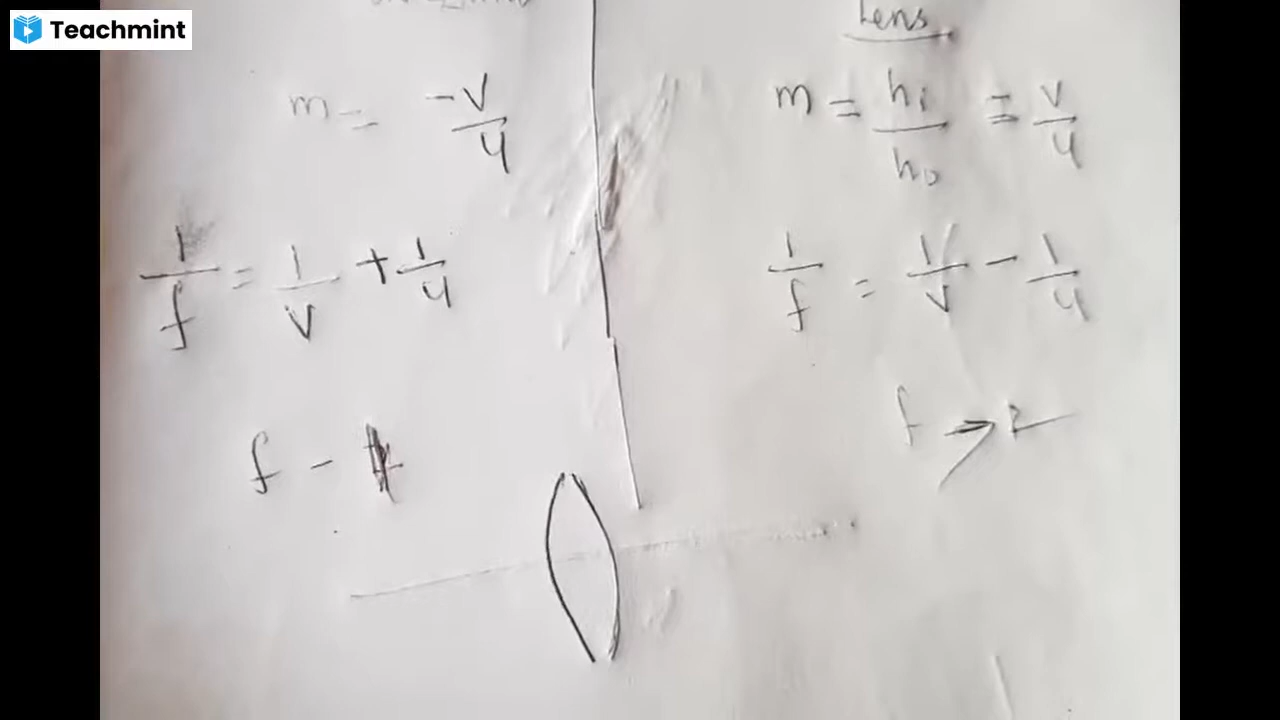 Teachmint
Lens
m = -v/u
m = hi/ho = v/u
1/f = 1/v + 1/u
1/f = 1/v - 1/u
f -
f →